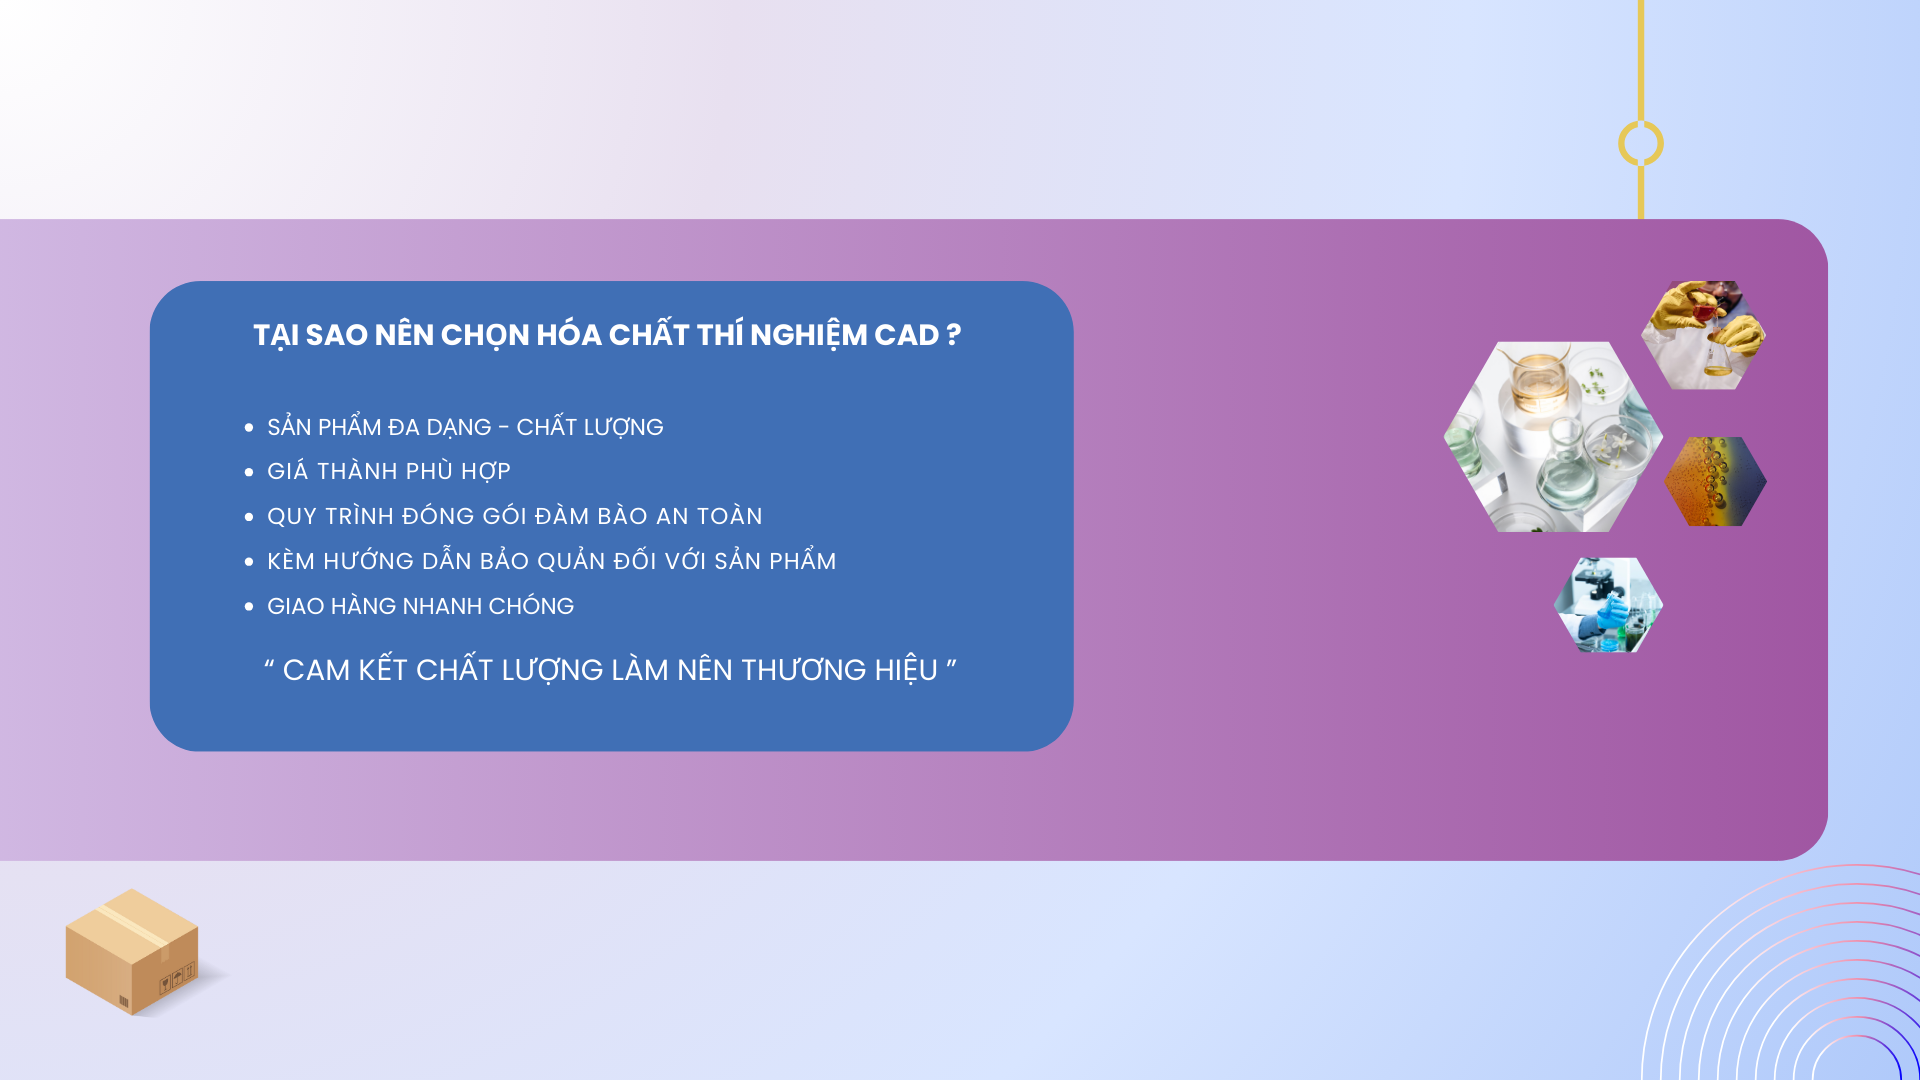 TẠI SAO NÊN CHỌN HÓA CHẤT THÍ NGHIỆM CAD ?
SẢN PHẨM ĐA DẠNG - CHẤT LƯỢNG
GIÁ THÀNH PHÙ HỢP
QUY TRÌNH ĐÓNG GÓI ĐÀM BÀO AN TOÀN
KÈM HƯỚNG DẪN BẢO QUẢN ĐỐI VỚI SẢN PHẨM
GIAO HÀNG NHANH CHÓNG
“ CAM KẾT CHẤT LƯỢNG LÀM NÊN THƯƠNG HIỆU ”